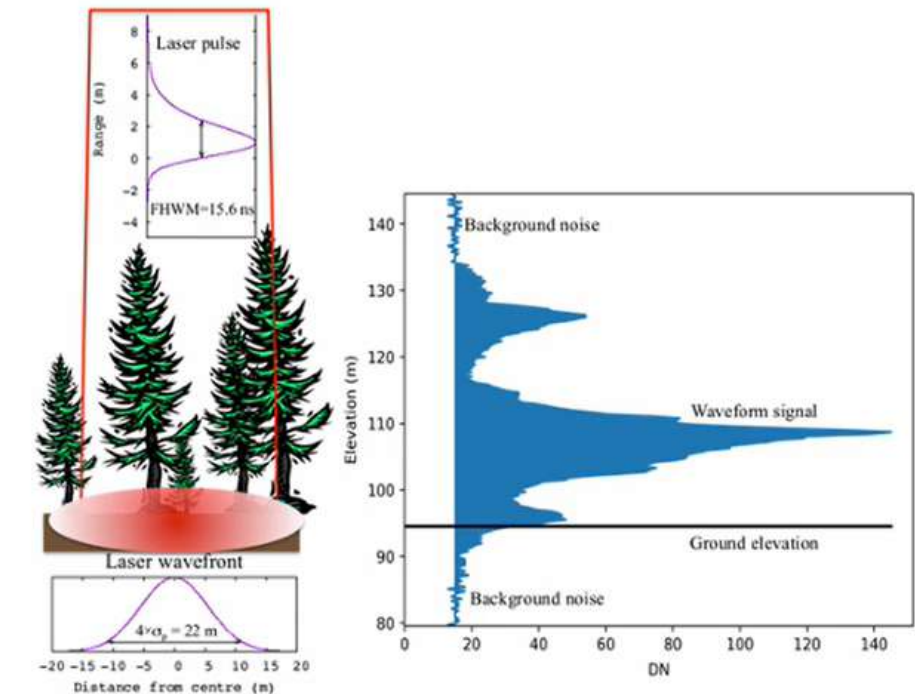 Laser pulse
8
6
4
2
0
-2
-4
Range (m)
FHWM=15.6 ns
Laser wavefront
4×σp = 22 m
-20 -15 -10 -5 0 5 10 15 20
Distance from centre (m)
140
130
120
110
100
90
80
Elevation (m)
Background noise
Waveform signal
Ground elevation
Background noise
0 20 40 60 80 100 120 140
DN